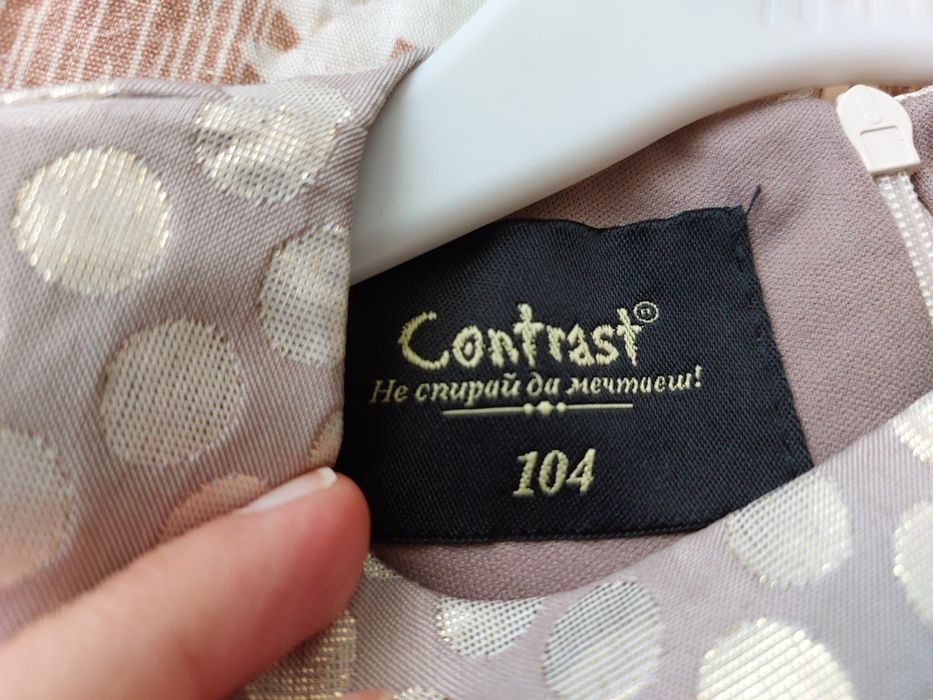 Contrast®
Не спирай да мечтаеш!
104